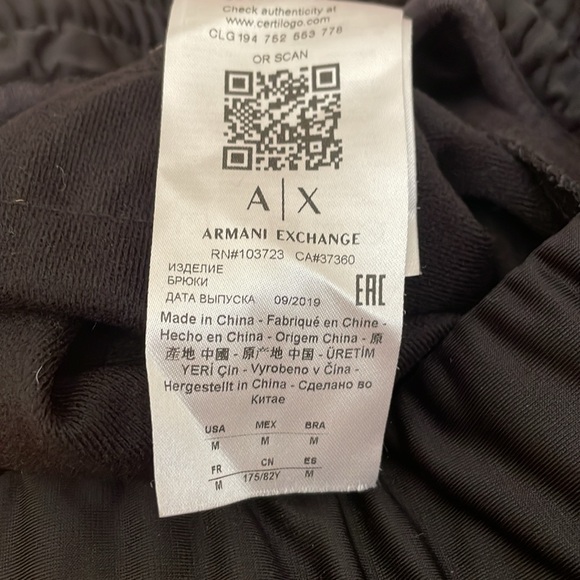 Check authenticity at
www.certilogo.com
CLG 194 752 553 778
OR SCAN
A|X
ARMANI EXCHANGE
RN#103723 CA#37360
ИЗДЕЛИЕ
БРЮКИ
ДАТА ВЫПУСКА 09/2019 EAC
Made in China - Fabriqué en Chine -
Hecho en China - Origem China - 原
產地 中國 - 原产地 中国 - ÜRETİM
YERİ Çin - Vyrobeno v Čína -
Hergestellt in China - Сделано во
Китае
USA MEX BRA
M M M
FR CN ES
M 175/82Y M